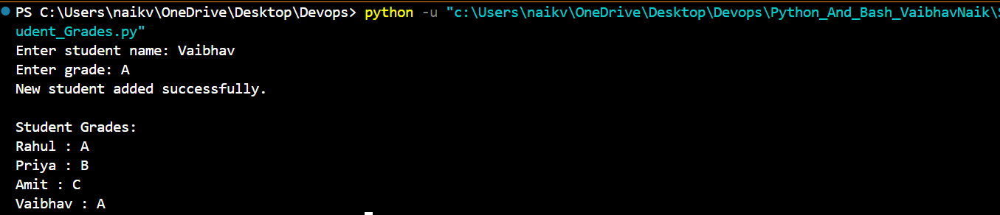 PS C:\Users\naikv\OneDrive\Desktop\Devops> python -u "c:\Users\naikv\OneDrive\Desktop\Devops\Python_And_Bash_VaibhavNaik\
udent_Grades.py"
Enter student name: Vaibhav
Enter grade: A
New student added successfully.
Student Grades:
Rahul : A
Priya : B
Amit : C
Vaibhav : A